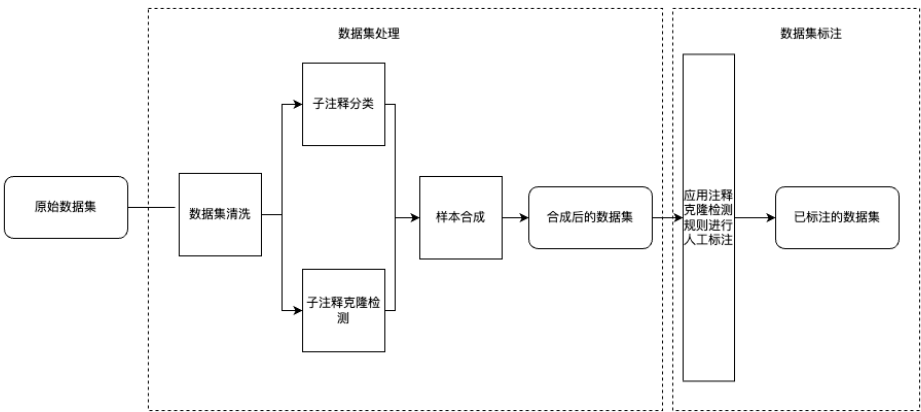 数据集处理
数据集标注
子注释分类
原始数据集
数据集清洗
样本合成
合成后的数据集
应用注释
克隆检测
规则进行
人工标注
已标注的数据集
子注释克隆检
测